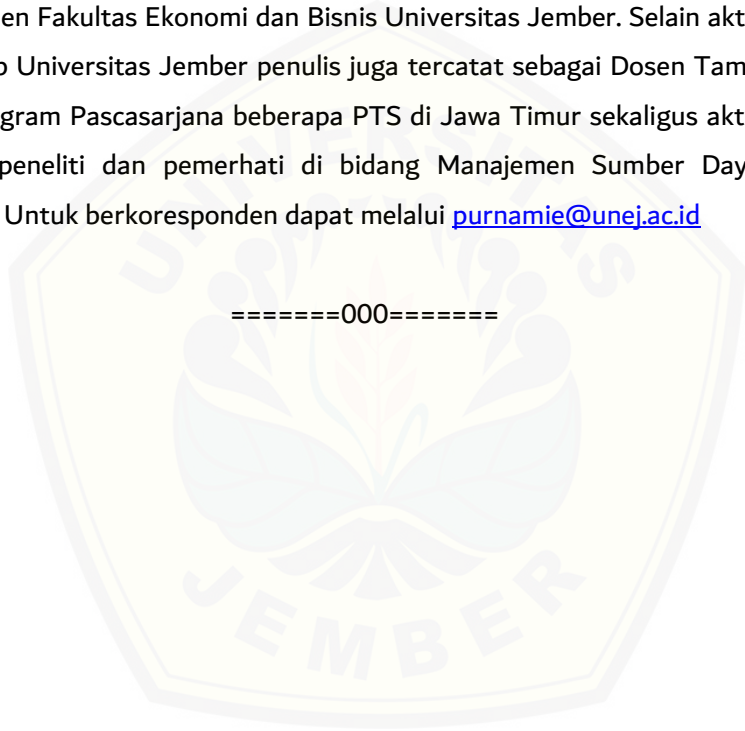 en Fakultas Ekonomi dan Bisnis Universitas Jember. Selain akt
Universitas Jember penulis juga tercatat sebagai Dosen Tam
gram Pascasarjana beberapa PTS di Jawa Timur sekaligus akt
peneliti dan pemerhati di bidang Manajemen Sumber Day
Untuk berkoresponden dapat melalui purnamie@unej.ac.id
=======000=======
UNIVERSITAS
JEMBER